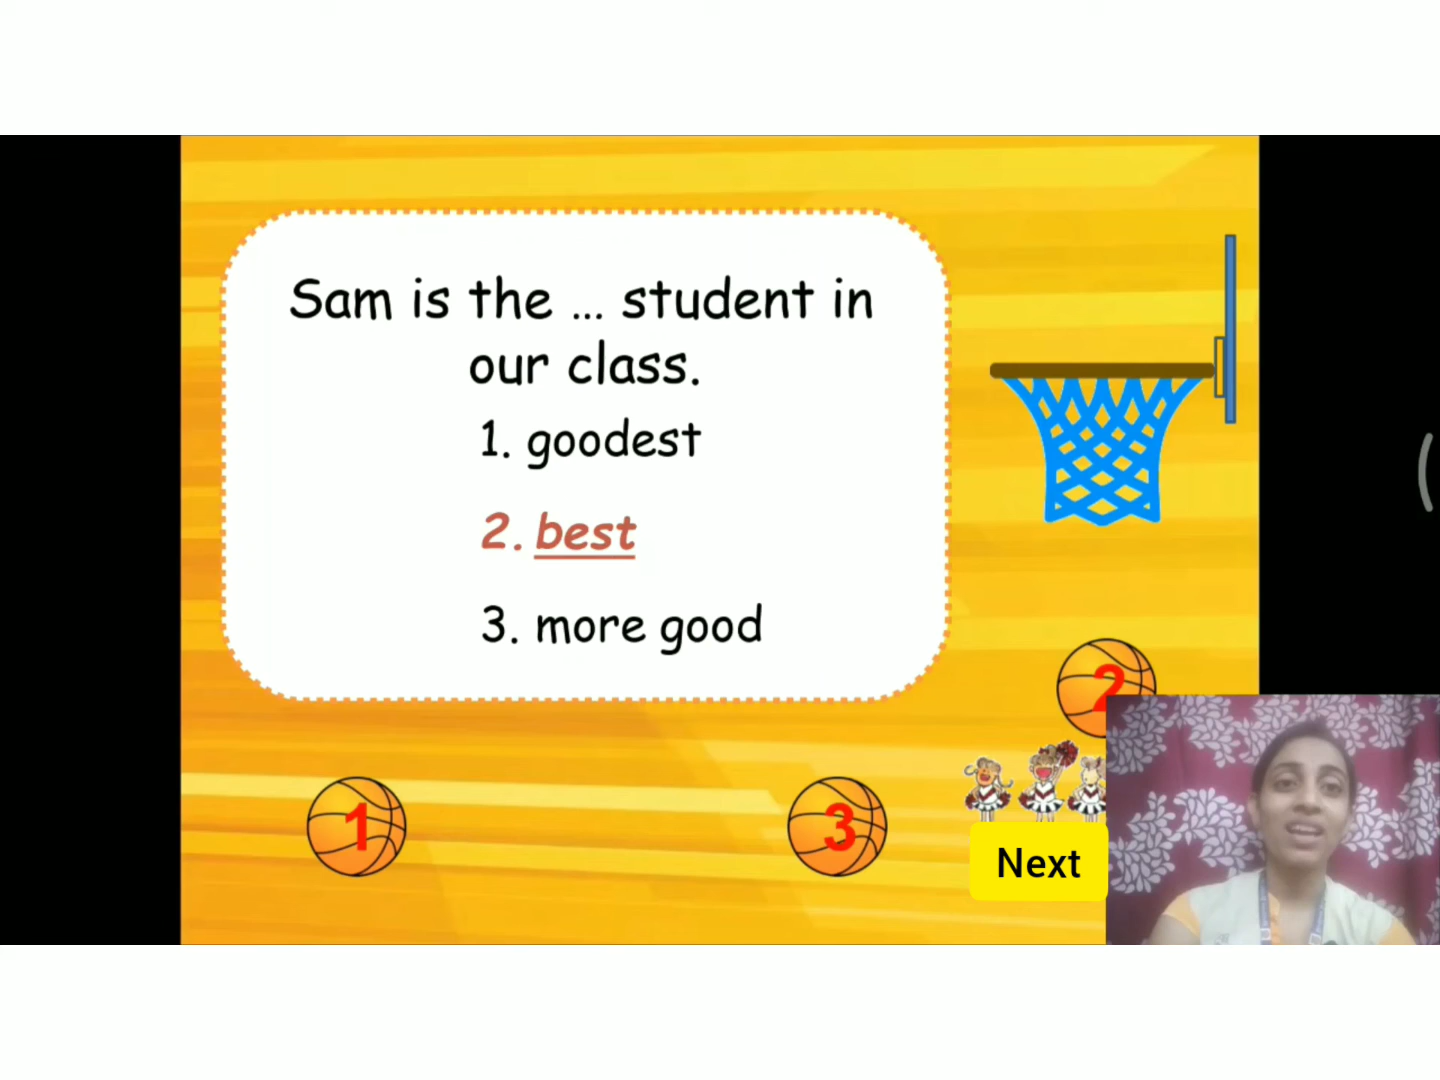 Sam is the ... student in
our class.
1. goodest
2. best
3. more good
2
1
3
Next